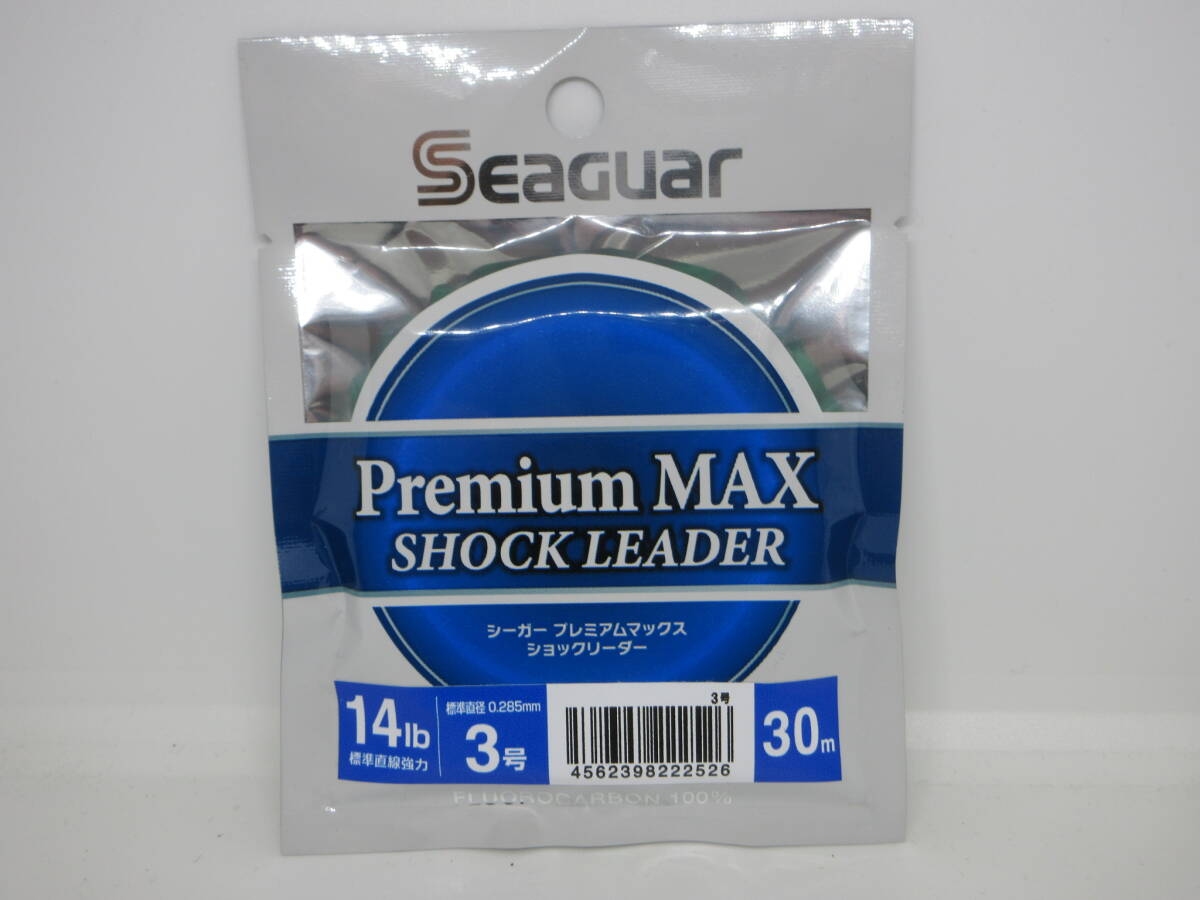 SEAGUAR
Premium MAX
SHOCK LEADER
シーガー プレミアムマックス
ショックリーダー
14lb
標準直線強力
標準直径 0.285mm
3号
3号
4562398222526
30m
FLUOROCARBON 100%